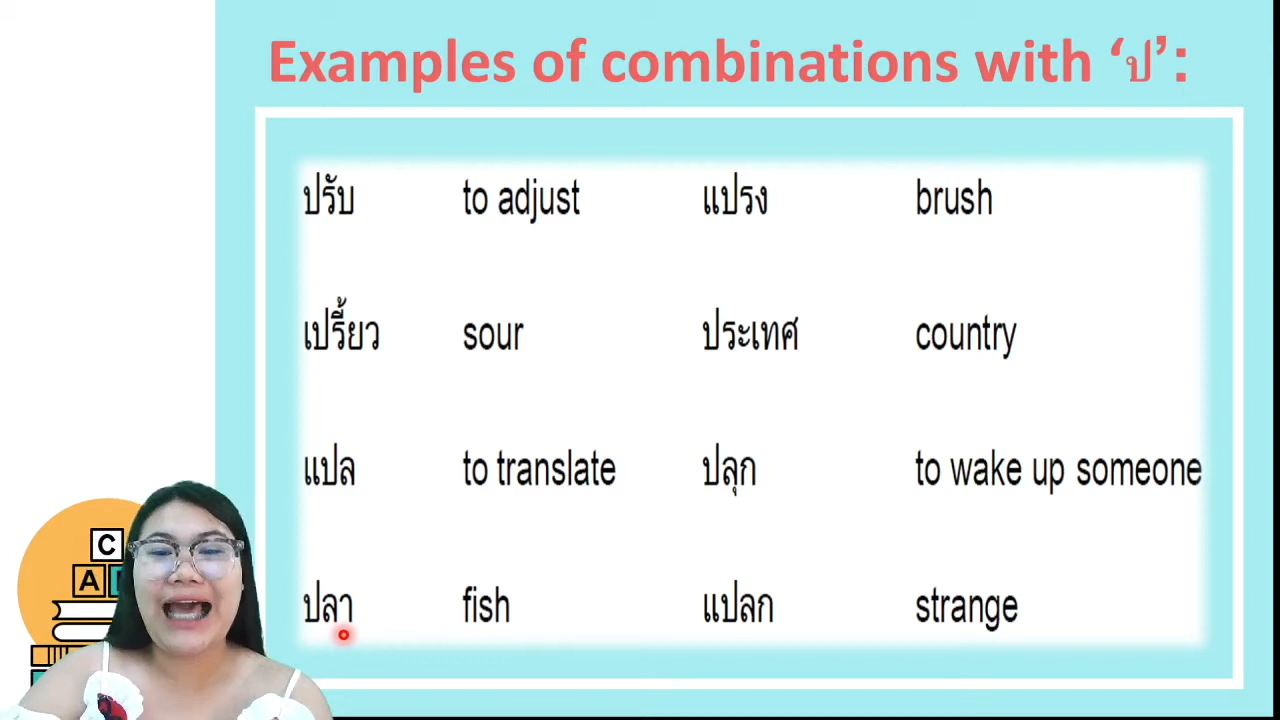 Examples of combinations with ‘ป’:
ปรับ to adjust แปรง brush
เปรี้ยว sour ประเทศ country
แปล to translate ปลุก to wake up someone
ปลา fish แปลก strange
C
A